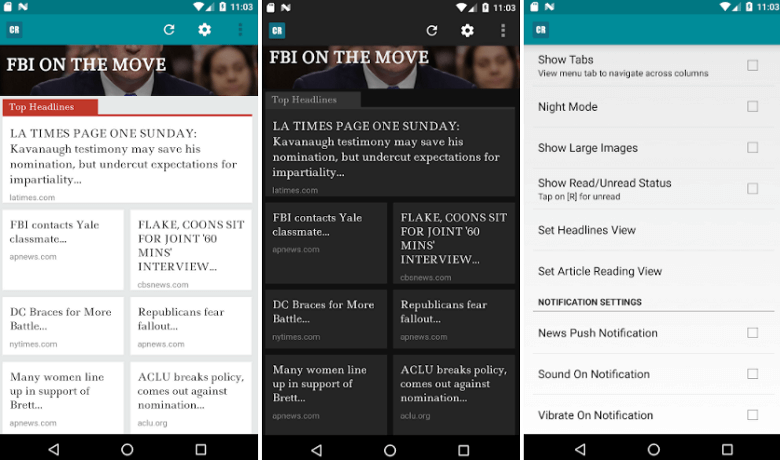 11:03
CR
FBI ON THE MOVE
Top Headlines
LA TIMES PAGE ONE SUNDAY:
Kavanaugh testimony may save his
nomination, but undercut expectations for
impartiality...
latimes.com
FBI contacts Yale
classmate...
apnews.com
FLAKE, COONS SIT
FOR JOINT '60
MINS'
INTERVIEW...
cbsnews.com
DC Braces for More
Battle...
nytimes.com
Republicans fear
fallout...
apnews.com
Many women line
up in support of
Brett...
apnews.com
ACLU breaks policy,
comes out against
nomination...
aclu.org
11:03
CR
FBI ON THE MOVE
Top Headlines
LA TIMES PAGE ONE SUNDAY:
Kavanaugh testimony may save his
nomination, but undercut expectations for
impartiality...
latimes.com
FBI contacts Yale
classmate...
apnews.com
FLAKE, COONS SIT
FOR JOINT '60
MINS'
INTERVIEW...
cbsnews.com
DC Braces for More
Battle...
nytimes.com
Republicans fear
fallout...
apnews.com
Many women line
up in support of
Brett...
apnews.com
ACLU breaks policy,
comes out against
nomination...
aclu.org
11:03
CR
Show Tabs
View menu tab to navigate across columns
Night Mode
Show Large Images
Show Read/Unread Status
Tap on [R] for unread
Set Headlines View
Set Article Reading View
NOTIFICATION SETTINGS
News Push Notification
Sound On Notification
Vibrate On Notification